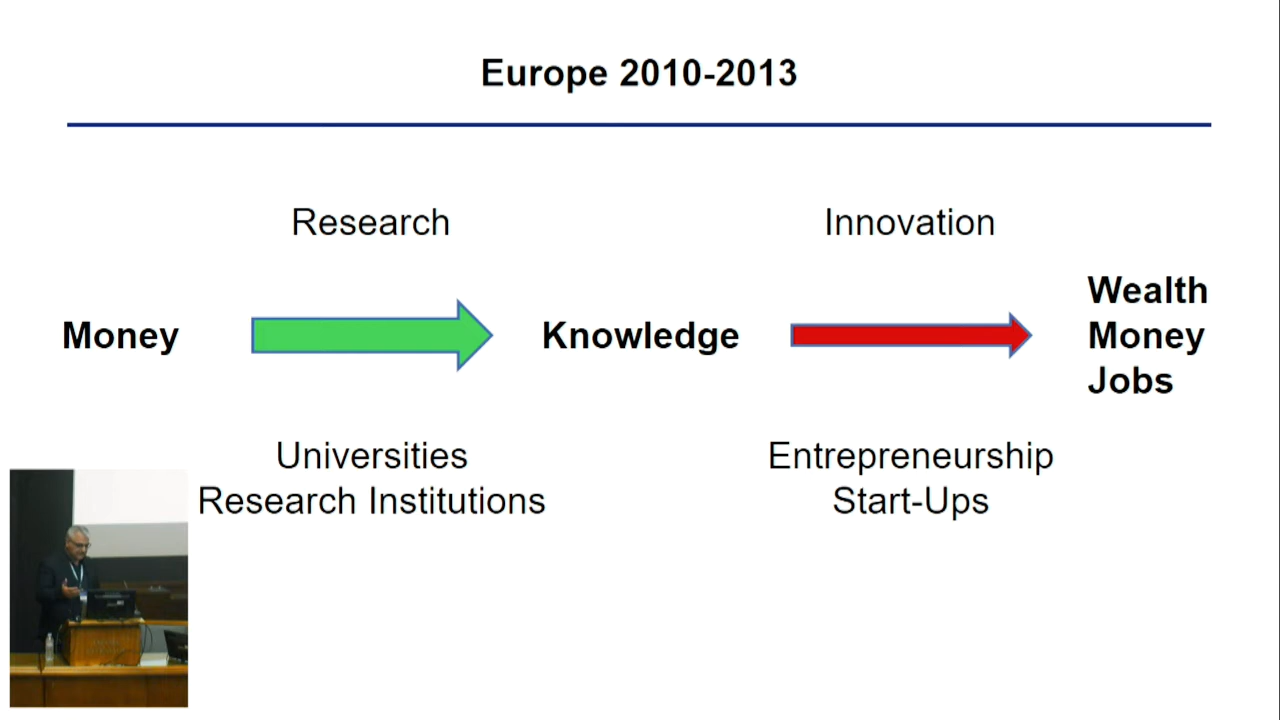 Europe 2010-2013
Research
Innovation
Money
Knowledge
Wealth
Money
Jobs
Universities
Research Institutions
Entrepreneurship
Start-Ups